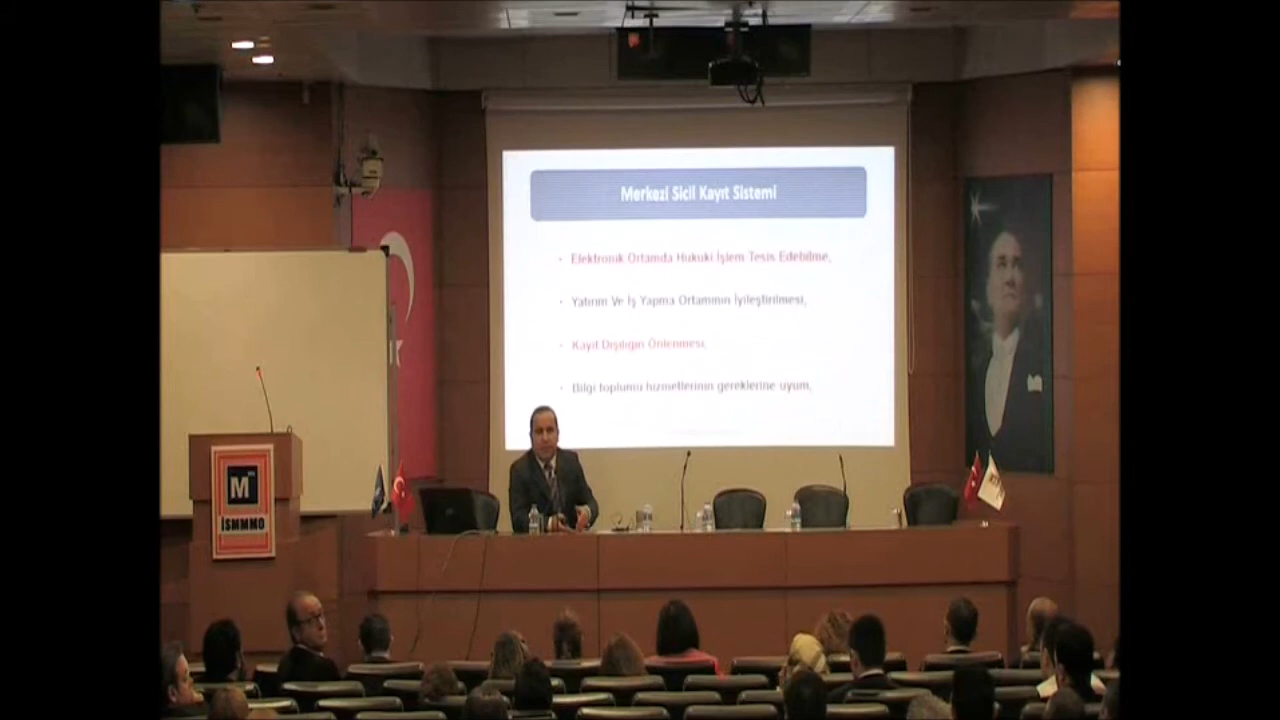 Merkezi Sicil Kayıt Sistemi
• Elektronik Ortamda Hukuki İşlem Tesis Edebilme,
• Yatırım Ve İş Yapma Ortamının İyileştirilmesi,
• Kayıt Dışılığın Önlenmesi,
• Bilgi toplumu hizmetlerinin gereklerine uyum,
M
İSMMMO